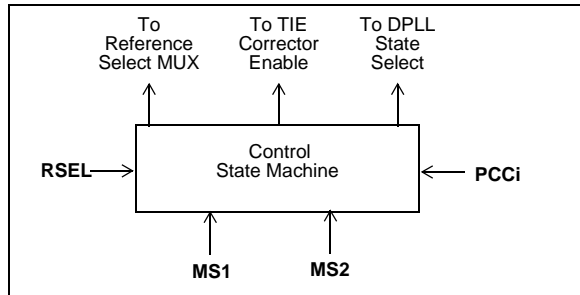 To
Reference
Select MUX
To TIE
Corrector
Enable
To DPLL
State
Select
Control
State Machine
RSEL
PCCi
MS1
MS2